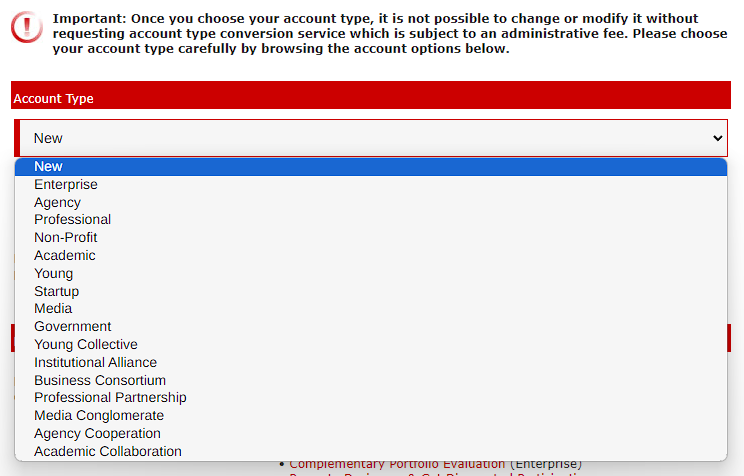 Important: Once you choose your account type, it is not possible to change or modify it without
requesting account type conversion service which is subject to an administrative fee. Please choose
your account type carefully by browsing the account options below.
Account Type
New
New
Enterprise
Agency
Professional
Non-Profit
Academic
Young
Startup
Media
Government
Young Collective
Institutional Alliance
Business Consortium
Professional Partnership
Media Conglomerate
Agency Cooperation
Academic Collaboration
• Complementary Portfolio Evaluation (Enterprise)